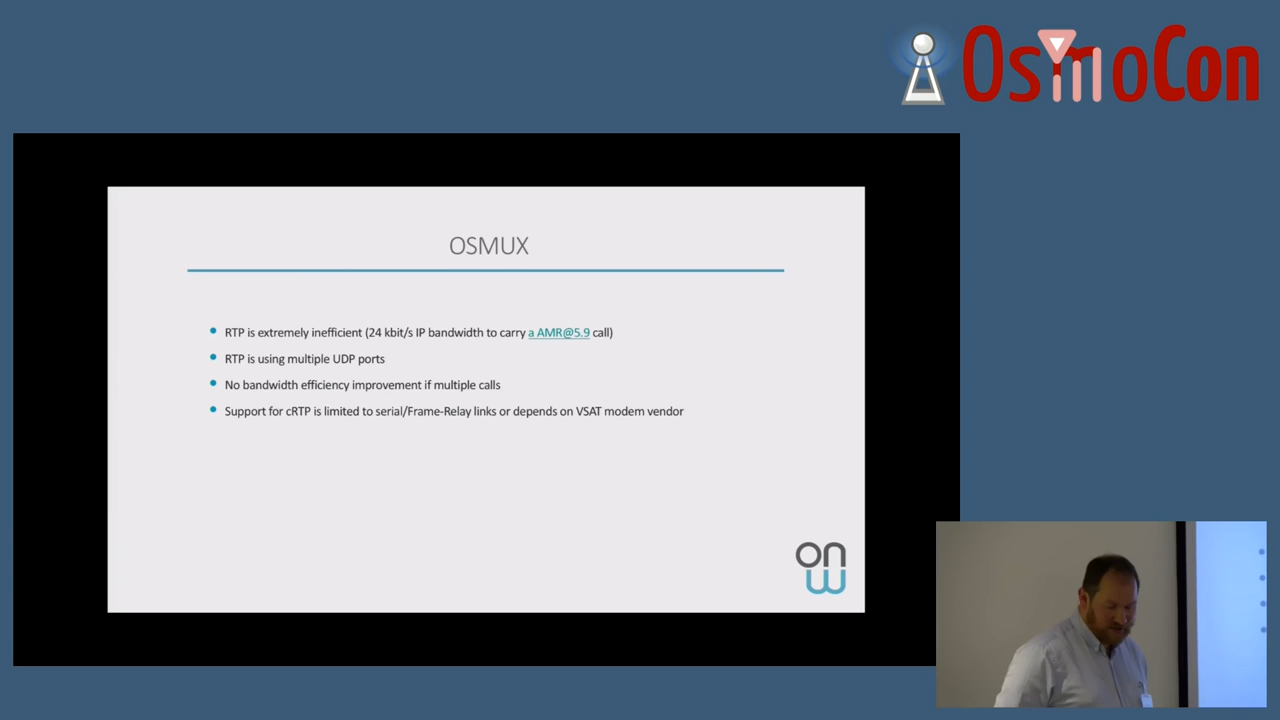 OsmoCon
OSMUX
RTP is extremely inefficient (24 kbit/s IP bandwidth to carry a AMR@5.9 call)
RTP is using multiple UDP ports
No bandwidth efficiency improvement if multiple calls
Support for cRTP is limited to serial/Frame-Relay links or depends on VSAT modem vendor
on
w